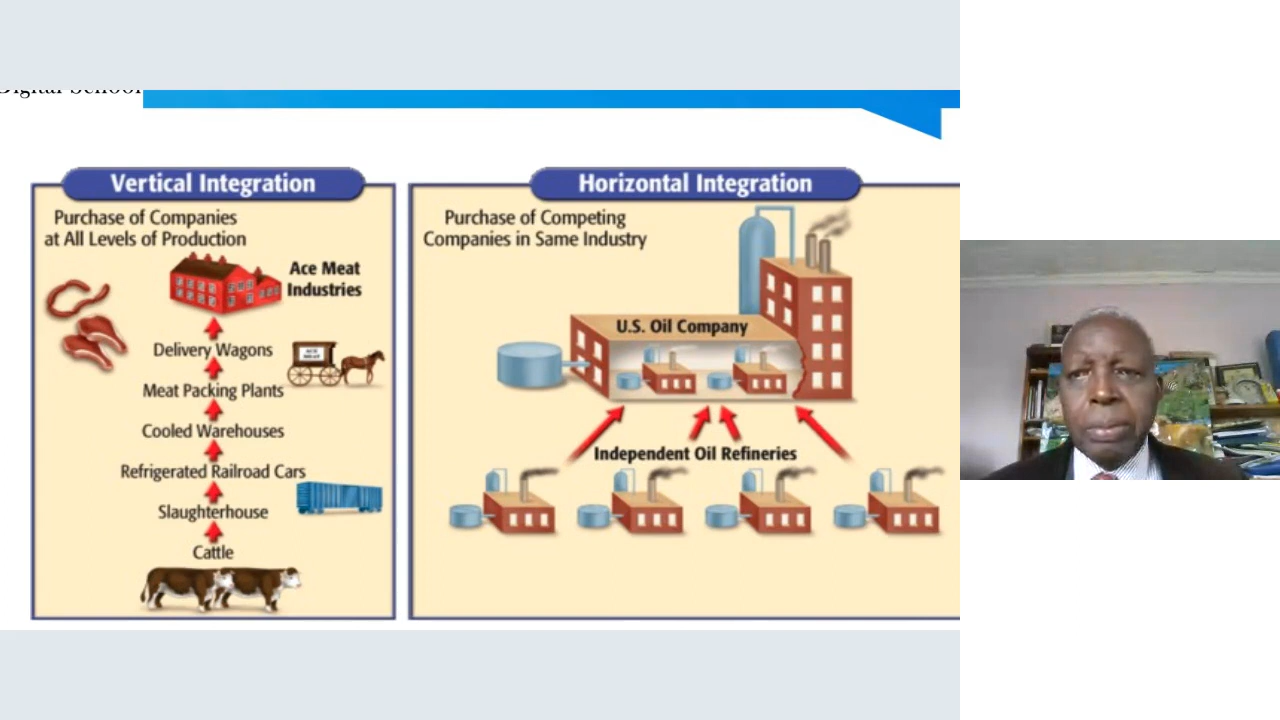 Digital School
Vertical Integration
Purchase of Companies
at All Levels of Production
Ace Meat
Industries
Delivery Wagons
Meat Packing Plants
Cooled Warehouses
Refrigerated Railroad Cars
Slaughterhouse
Cattle
Horizontal Integration
Purchase of Competing
Companies in Same Industry
U.S. Oil Company
Independent Oil Refineries